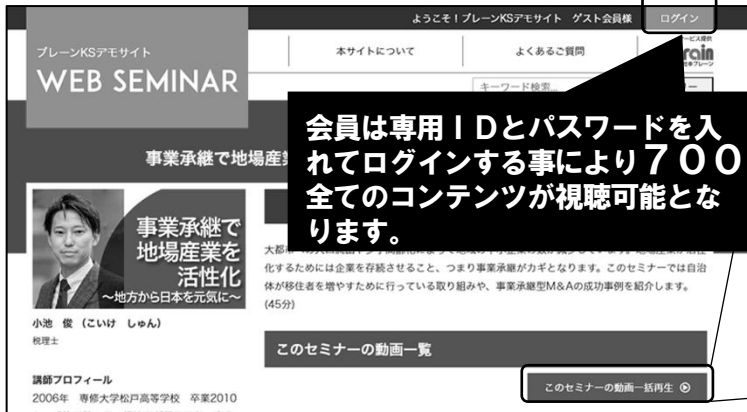 ようこそ！ブレーンKSデモサイト ゲスト会員様
ログイン
ブレーンKSデモサイト
WEB SEMINAR
本サイトについて
よくあるご質問
サービス提供
rain
日本ブレーン
キーワード検索...
会員は専用ＩＤとパスワードを入
れてログインする事により７００
全てのコンテンツが視聴可能とな
ります。
事業承継で地場産業
事業承継で
地場産業を
活性化
～地方から日本を元気に～
化するためには企業を存続させること、つまり事業承継がカギとなります。このセミナーでは自治
体が移住者を増やすために行っている取り組みや、事業承継型M&Aの成功事例を紹介します。
(45分)
小池 俊（こいけ しゅん）
税理士
このセミナーの動画一覧
このセミナーの動画一括再生
講師プロフィール
2006年 専修大学松戸高等学校 卒業2010